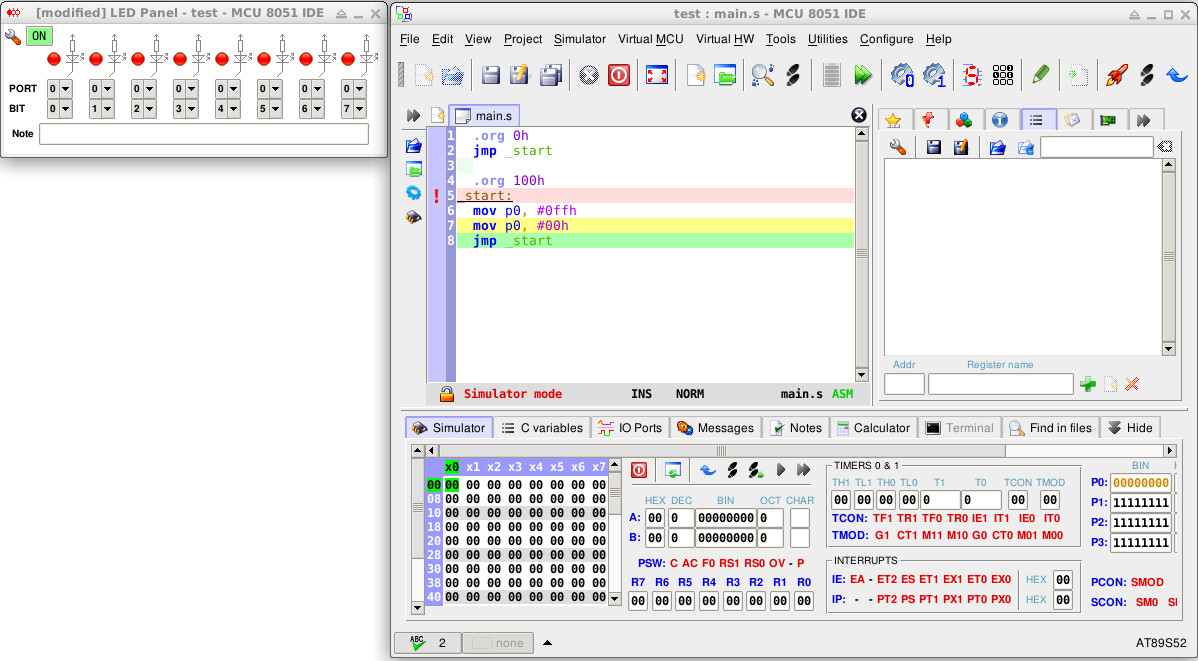 [modified] LED Panel - test - MCU 8051 IDE
ON
PORT 0 0 0 0 0 0 0 0
BIT 0 1 2 3 4 5 6 7
Note
test : main.s - MCU 8051 IDE
File Edit View Project Simulator Virtual MCU Virtual HW Tools Utilities Configure Help
main.s
1 .org 0h
2 jmp _start
3
4 .org 100h
5 _start:
6 mov p0, #0ffh
7 mov p0, #00h
8 jmp _start
Addr Register name
Simulator mode INS NORM main.s ASM
Simulator C variables IO Ports Messages Notes Calculator Terminal Find in files Hide
x0 x1 x2 x3 x4 x5 x6 x7
00 00 00 00 00 00 00 00 00
08 00 00 00 00 00 00 00 00
10 00 00 00 00 00 00 00 00
18 00 00 00 00 00 00 00 00
20 00 00 00 00 00 00 00 00
28 00 00 00 00 00 00 00 00
30 00 00 00 00 00 00 00 00
38 00 00 00 00 00 00 00 00
40 00 00 00 00 00 00 00 00
HEX DEC BIN OCT CHAR
A: 00 0 00000000 0
B: 00 0 00000000 0
PSW: C AC F0 RS1 RS0 OV - P
R7 R6 R5 R4 R3 R2 R1 R0
00 00 00 00 00 00 00 00
TIMERS 0 & 1
TH1 TL1 TH0 TL0 T1 T0 TCON TMOD
00 00 00 00 0 0 00 00
TCON: TF1 TR1 TF0 TR0 IE1 IT1 IE0 IT0
TMOD: G1 CT1 M11 M10 G0 CT0 M01 M00
INTERRUPTS
IE: EA - ET2 ES ET1 EX1 ET0 EX0 HEX 00
IP: - - PT2 PS PT1 PX1 PT0 PX0 HEX 00
BIN
P0: 00000000
P1: 11111111
P2: 11111111
P3: 11111111
PCON: SMOD
SCON: SM0
ABC 2 none
AT89S52